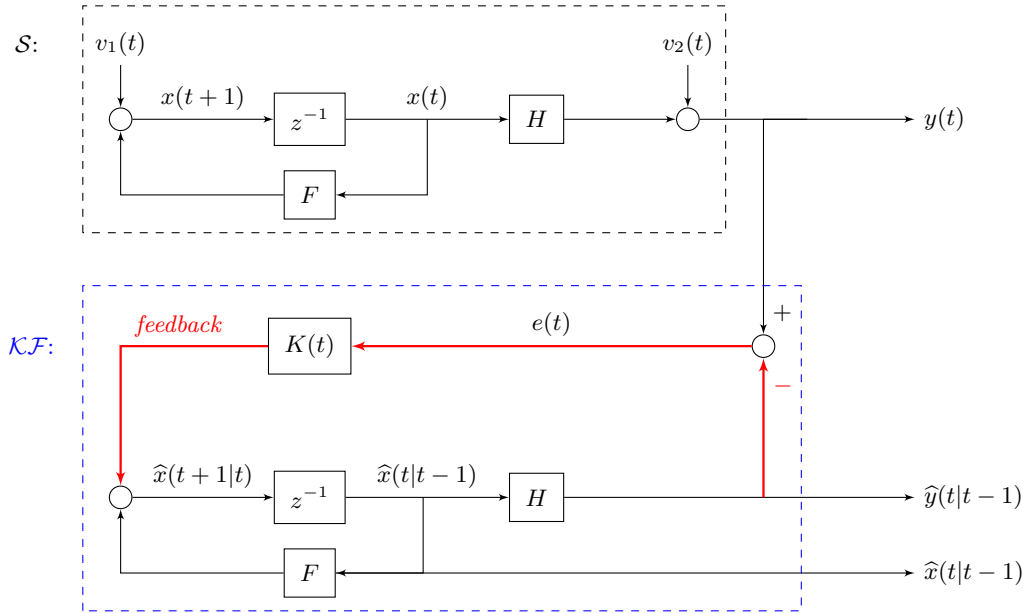 𝒮:
v₁(t)
v₂(t)
x(t + 1)
z⁻¹
x(t)
H
y(t)
F
𝒦ℱ:
feedback
K(t)
e(t)
+
−
x̂(t+1|t)
z⁻¹
x̂(t|t−1)
H
ŷ(t|t − 1)
F
x̂(t|t − 1)